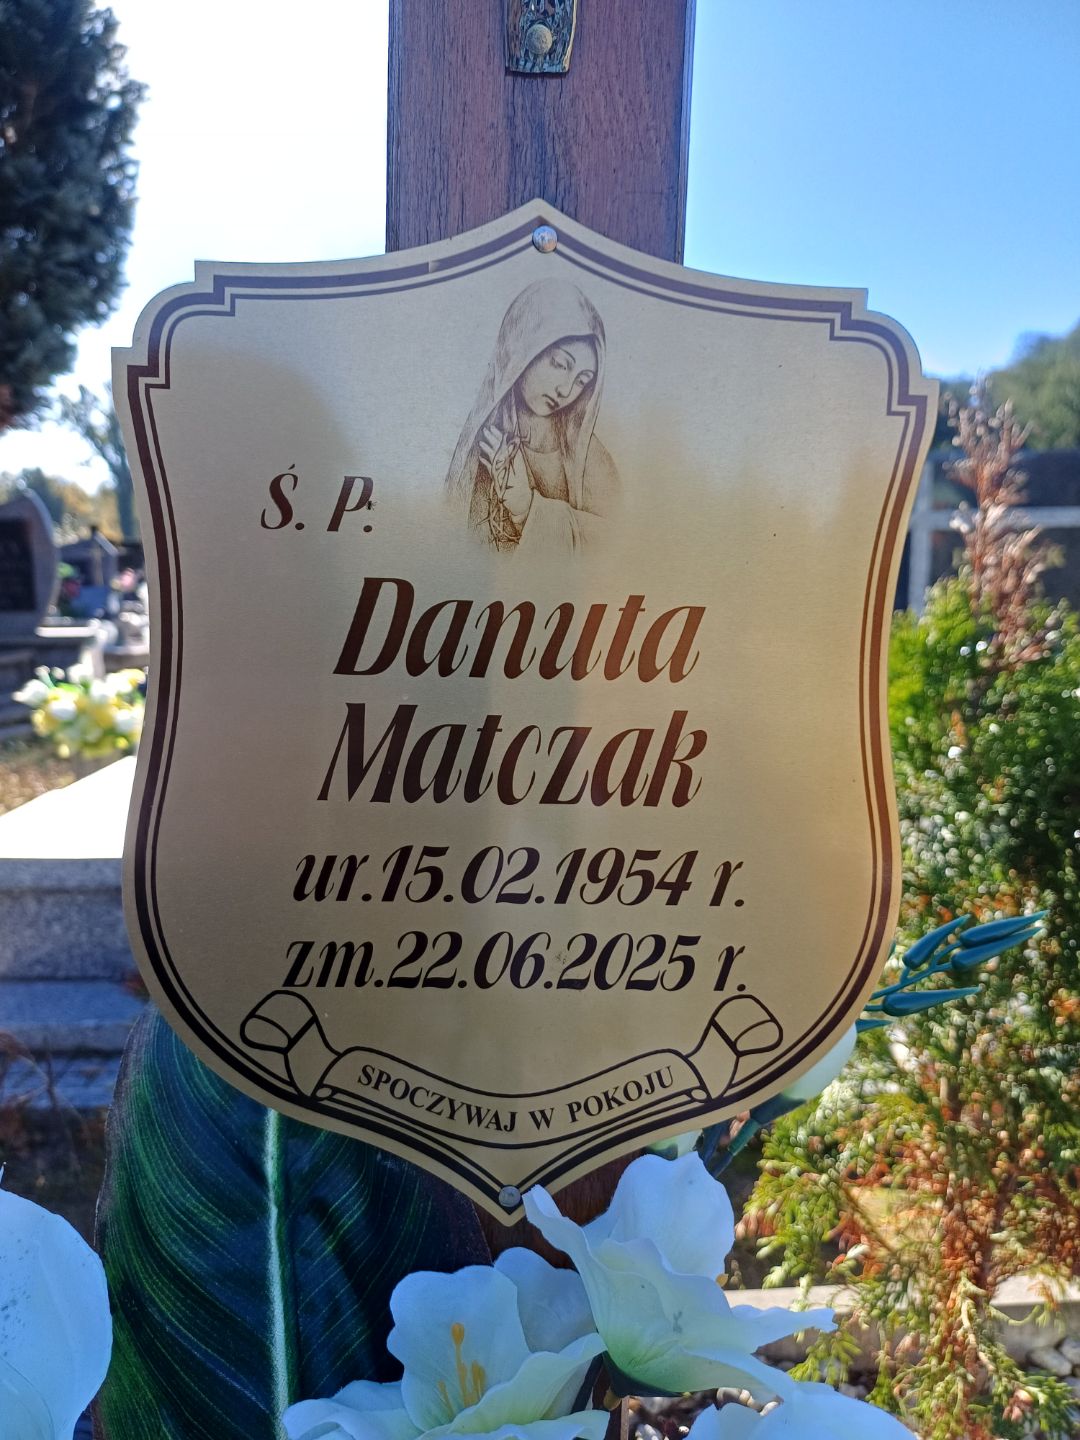 Ś. P.
Danuta
Matczak
ur.15.02.1954 r.
zm.22.06.2025 r.
SPOCZYWAJ W POKOJU